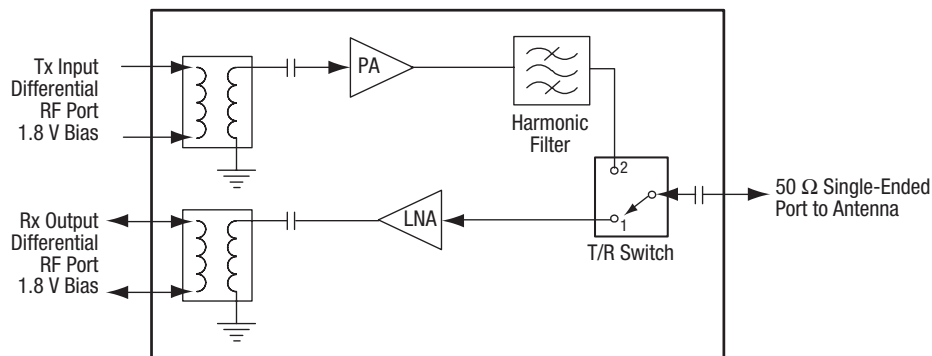 Tx Input
Differential
RF Port
1.8 V Bias
PA
Harmonic
Filter
2
1
T/R Switch
50 Ω Single-Ended
Port to Antenna
Rx Output
Differential
RF Port
1.8 V Bias
LNA